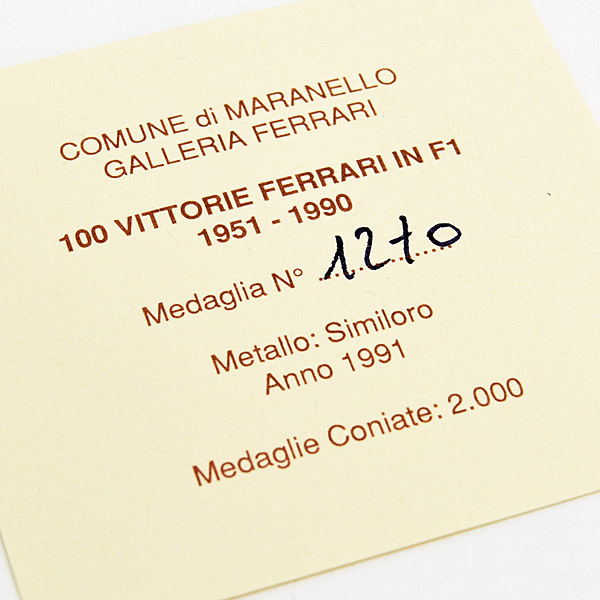 COMUNE di MARANELLO
GALLERIA FERRARI
100 VITTORIE FERRARI IN F1
1951 - 1990
Medaglia N° 1270
Metallo: Similoro
Anno 1991
Medaglie Coniate: 2.000